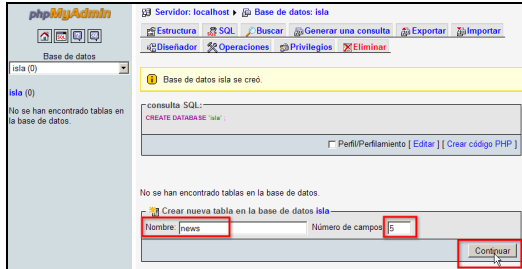 phpMyAdmin
Servidor: localhost ▸ Base de datos: isla
Estructura SQL Buscar Generar una consulta Exportar Importar
Diseñador Operaciones Privilegios Eliminar
Base de datos
isla (0)
isla (0)
No se han encontrado tablas en
la base de datos.
Base de datos isla se creó.
consulta SQL:
CREATE DATABASE `isla` ;
Perfil/Perfilamiento [ Editar ] [ Crear código PHP ]
No se han encontrado tablas en la base de datos.
Crear nueva tabla en la base de datos isla
Nombre: news Número de campos: 5
Continuar